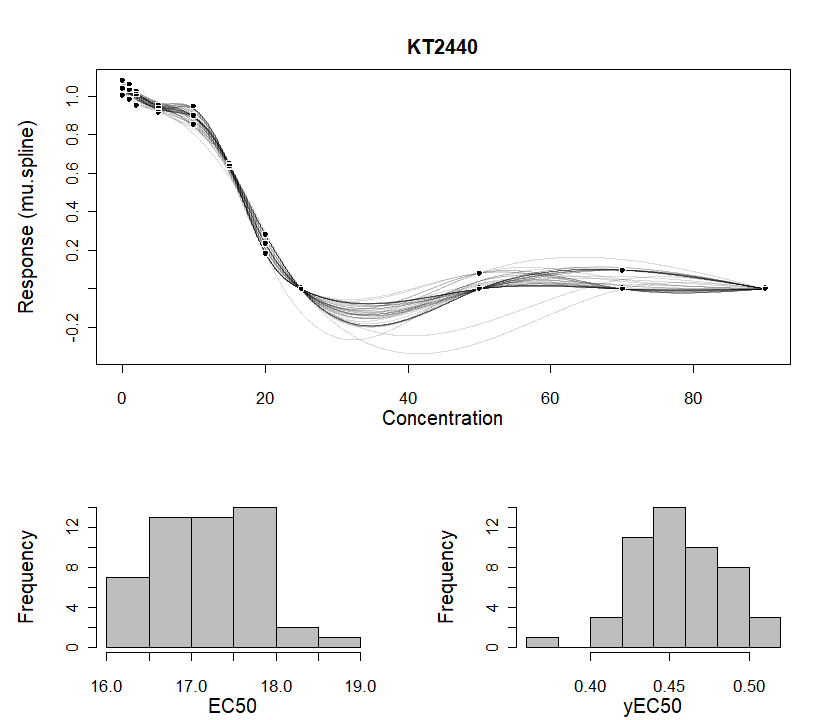 KT2440
Response (mu.spline)
1.0
0.8
0.6
0.4
0.2
-0.2
0 20 40 60 80
Concentration
Frequency
12
8
4
0
16.0 17.0 18.0 19.0
EC50
Frequency
12
8
4
0
0.40 0.45 0.50
yEC50